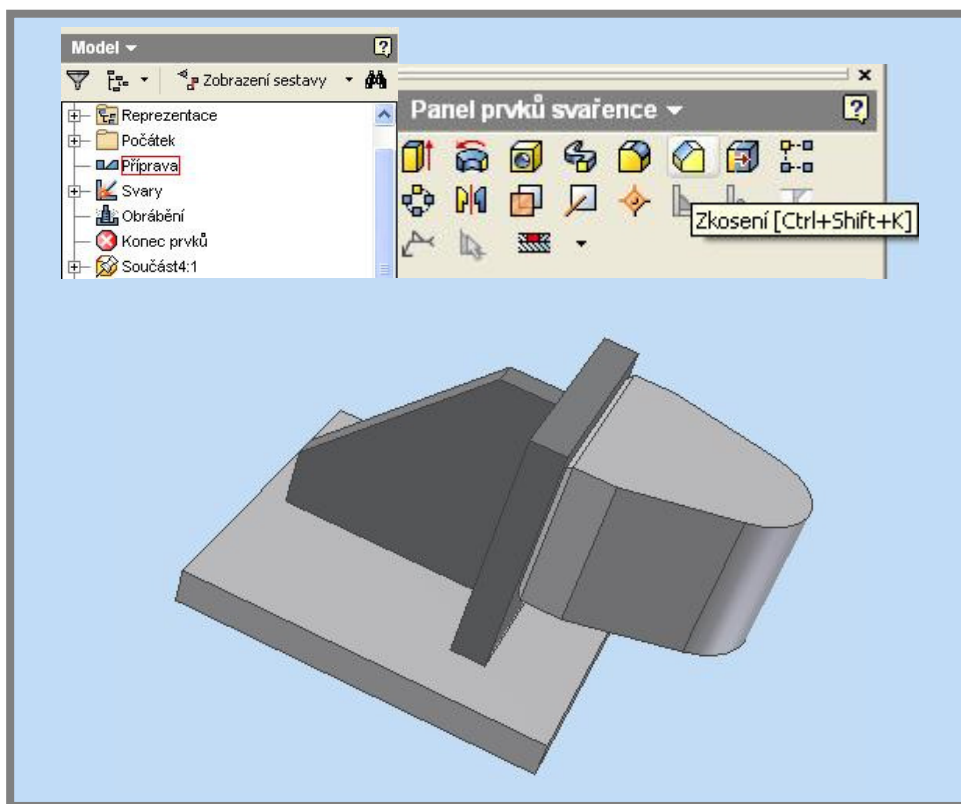 Model
Zobrazení sestavy
Reprezentace
Počátek
Příprava
Svary
Obrábění
Konec prvků
Součást4:1
Panel prvků svařence
Zkosení [Ctrl+Shift+K]